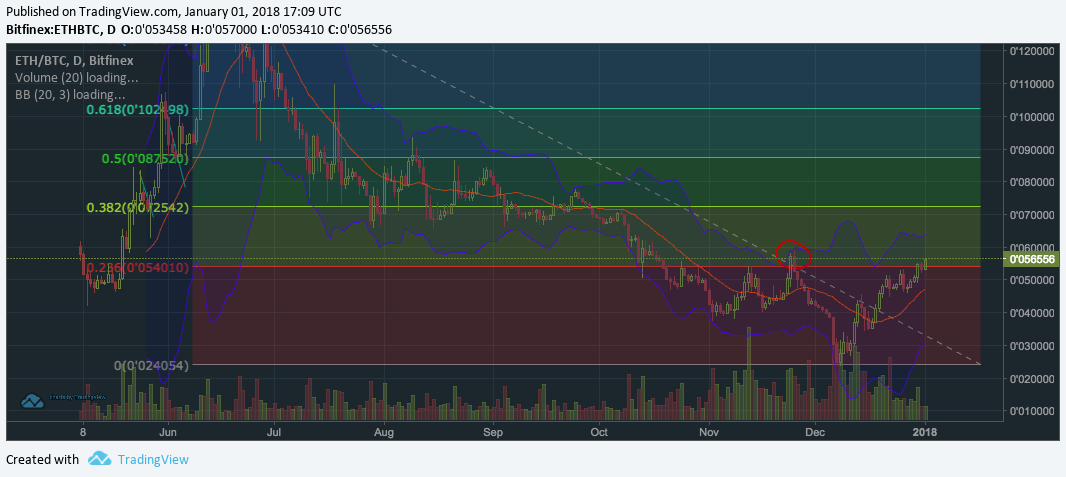 Published on TradingView.com, January 01, 2018 17:09 UTC
Bitfinex:ETHBTC, D O:0'053458 H:0'057000 L:0'053410 C:0'056556
ETH/BTC, D, Bitfinex
Volume (20) loading...
BB (20, 3) loading...
0.618(0'102498)
0.5(0'087520)
0.382(0'072542)
0.236(0'054010)
0(0'024054)
0'120000
0'110000
0'100000
0'090000
0'080000
0'070000
0'060000
0'056556
0'050000
0'040000
0'030000
0'020000
0'010000
charts by TradingView
8 Jun Jul Aug Sep Oct Nov Dec 2018
Created with TradingView